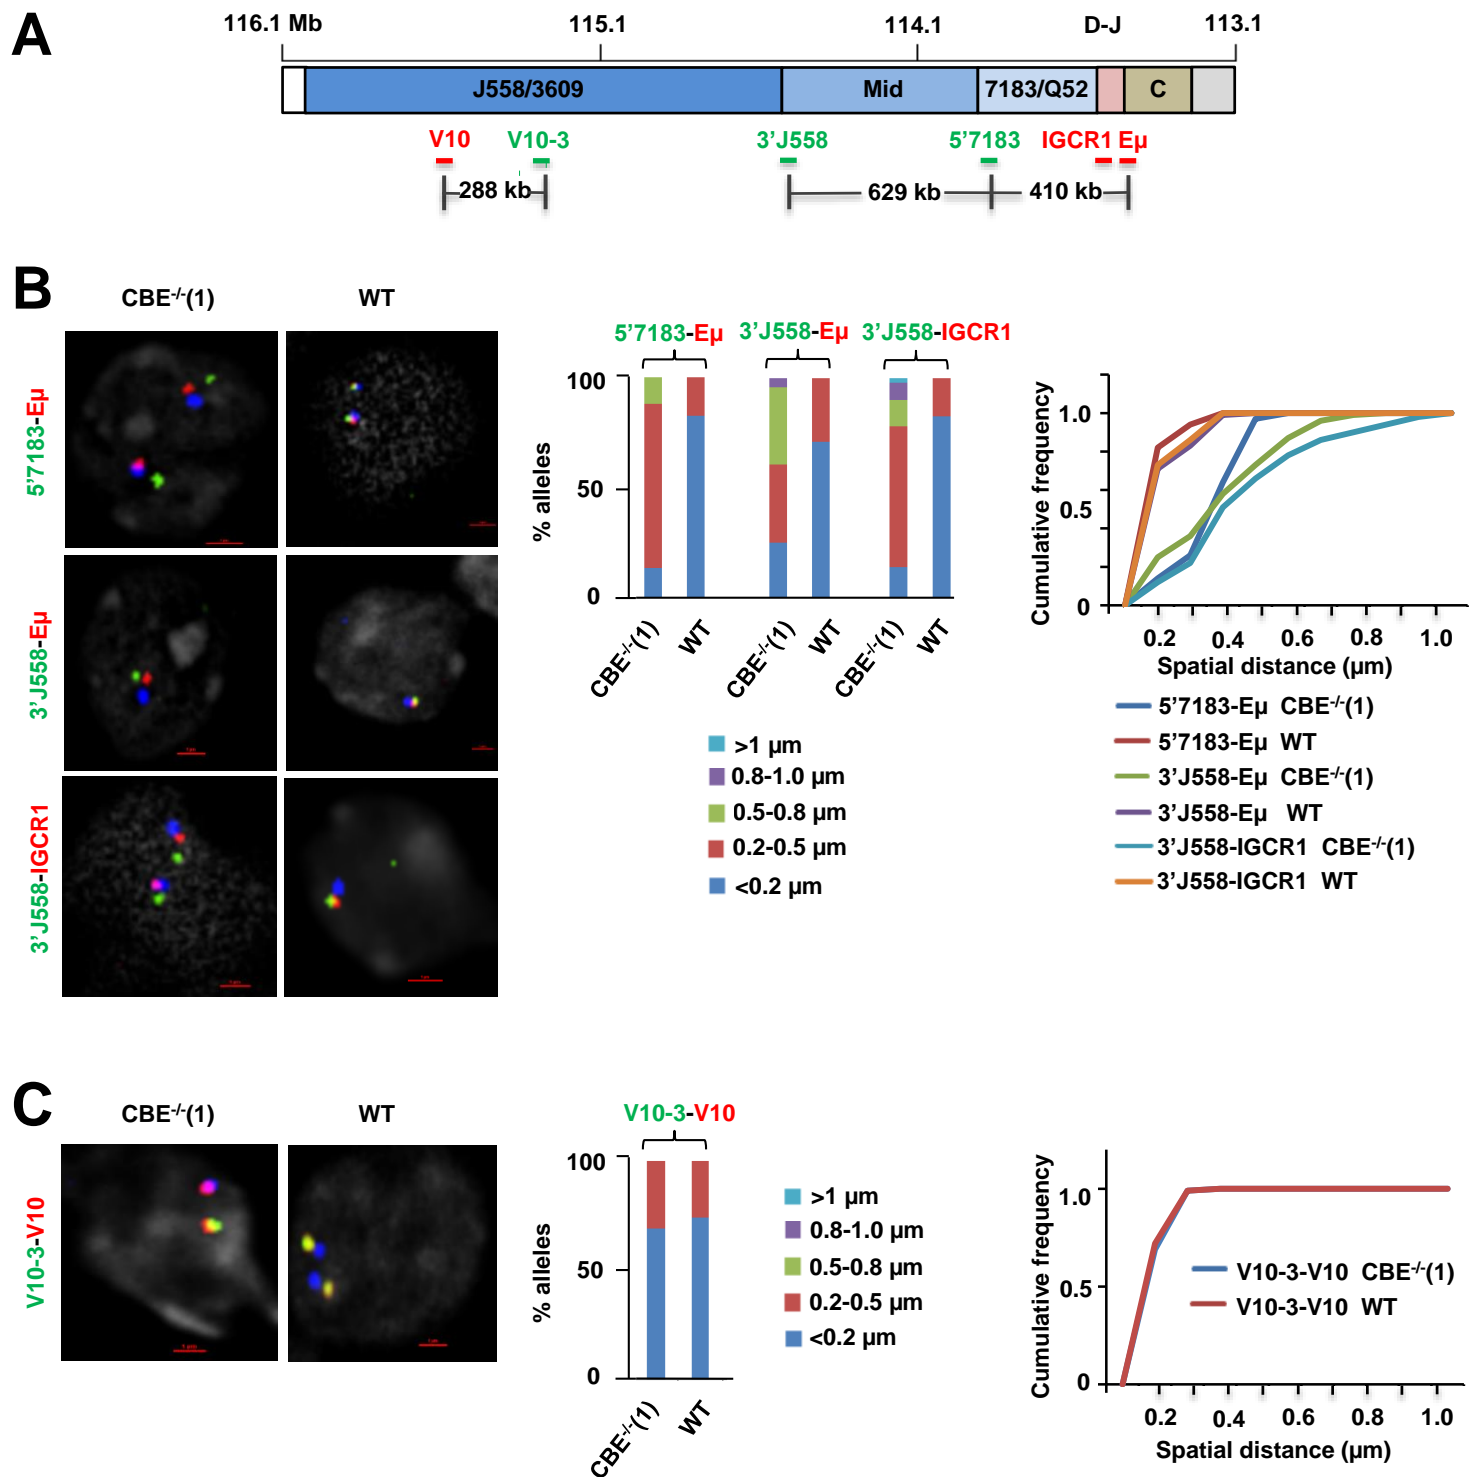 A
116.1 Mb 115.1 114.1 D-J 113.1
J558/3609 Mid 7183/Q52 C
V10 V10-3 3'J558 5'7183 IGCR1 Eµ
288 kb 629 kb 410 kb
B
CBE-/-(1) WT
5'7183-Eµ
3'J558-Eµ
3'J558-IGCR1
5'7183-Eµ 3'J558-Eµ 3'J558-IGCR1
% alleles
100
50
0
CBE-/-(1) WT CBE-/-(1) WT CBE-/-(1) WT
>1 µm
0.8-1.0 µm
0.5-0.8 µm
0.2-0.5 µm
<0.2 µm
Cumulative frequency
1.0
0.5
0
0.2 0.4 0.6 0.8 1.0
Spatial distance (µm)
5'7183-Eµ CBE-/-(1)
5'7183-Eµ WT
3'J558-Eµ CBE-/-(1)
3'J558-Eµ WT
3'J558-IGCR1 CBE-/-(1)
3'J558-IGCR1 WT
C
CBE-/-(1) WT
V10-3-V10
V10-3-V10
% alleles
100
50
0
CBE-/-(1) WT
>1 µm
0.8-1.0 µm
0.5-0.8 µm
0.2-0.5 µm
<0.2 µm
Cumulative frequency
1.0
0.5
0
V10-3-V10 CBE-/-(1)
V10-3-V10 WT
0.2 0.4 0.6 0.8 1.0
Spatial distance (µm)